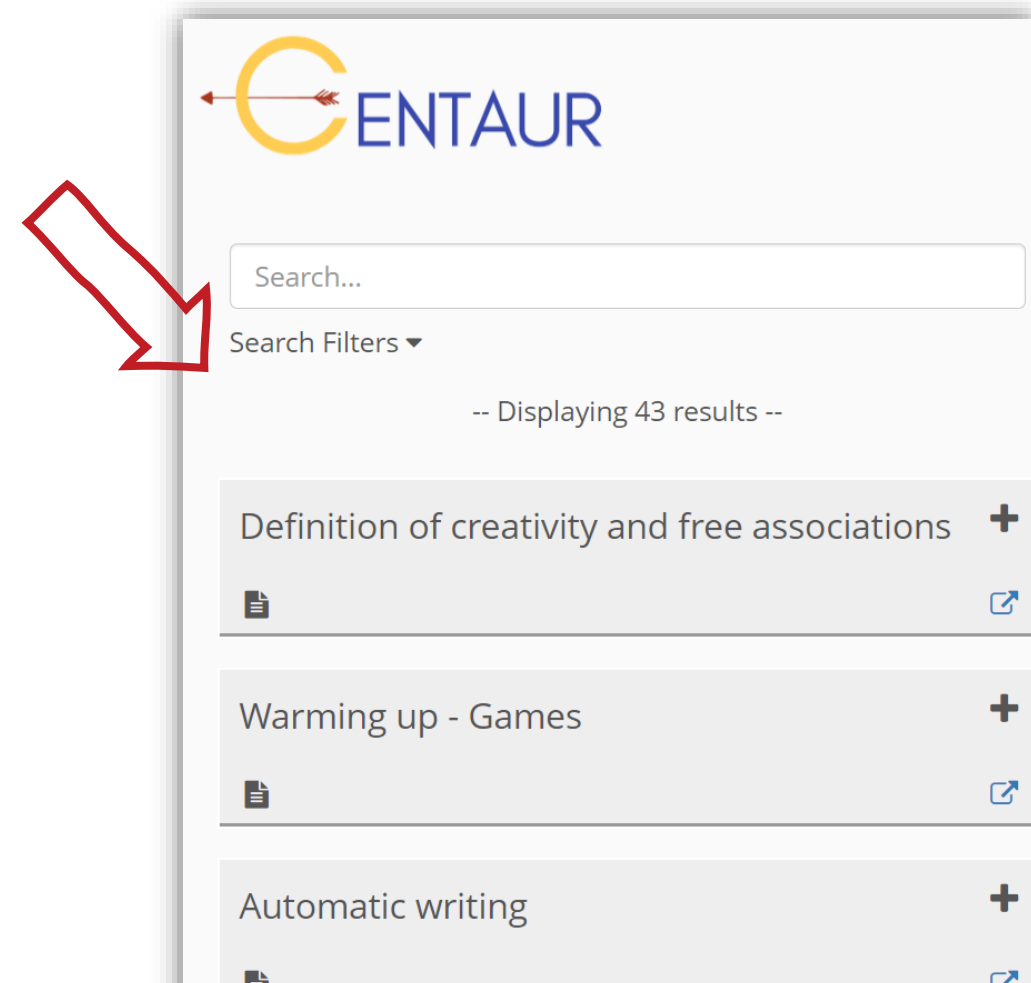 CENTAUR
Search...
Search Filters
-- Displaying 43 results --
Definition of creativity and free associations
Warming up - Games
Automatic writing